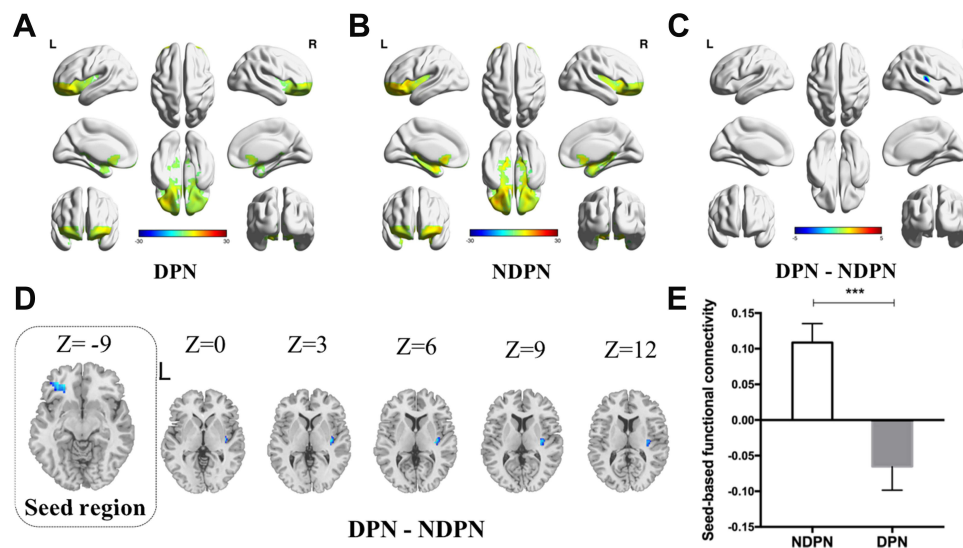 A
B
C
L
R
L
R
L
-30
30
-30
30
-5
5
DPN
NDPN
DPN - NDPN
D
E
Z= -9
Z=0
Z=3
Z=6
Z=9
Z=12
L
Seed region
DPN - NDPN
***
Seed-based functional connectivity
0.15
0.10
0.05
0.00
-0.05
-0.10
-0.15
NDPN
DPN